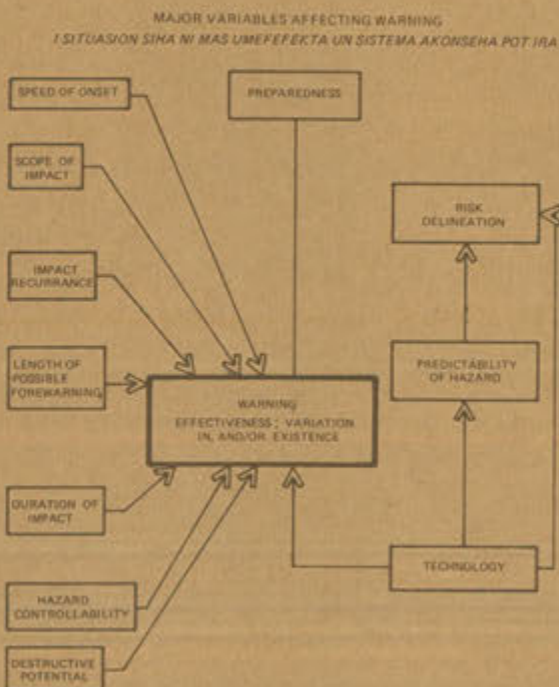 MAJOR VARIABLES AFFECTING WARNING
I SITUASION SIHA NI MAS UMEFEFEKTA UN SISTEMA AKONSEHA POT IRA
SPEED OF ONSET
PREPAREDNESS
SCOPE OF
IMPACT
RISK
DELINEATION
IMPACT
RECURRANCE
LENGTH OF
POSSIBLE
FOREWARNING
PREDICTABILITY
OF HAZARD
WARNING
EFFECTIVENESS; VARIATION
IN, AND/OR EXISTENCE
DURATION OF
IMPACT
TECHNOLOGY
HAZARD
CONTROLLABILITY
DESTRUCTIVE
POTENTIAL